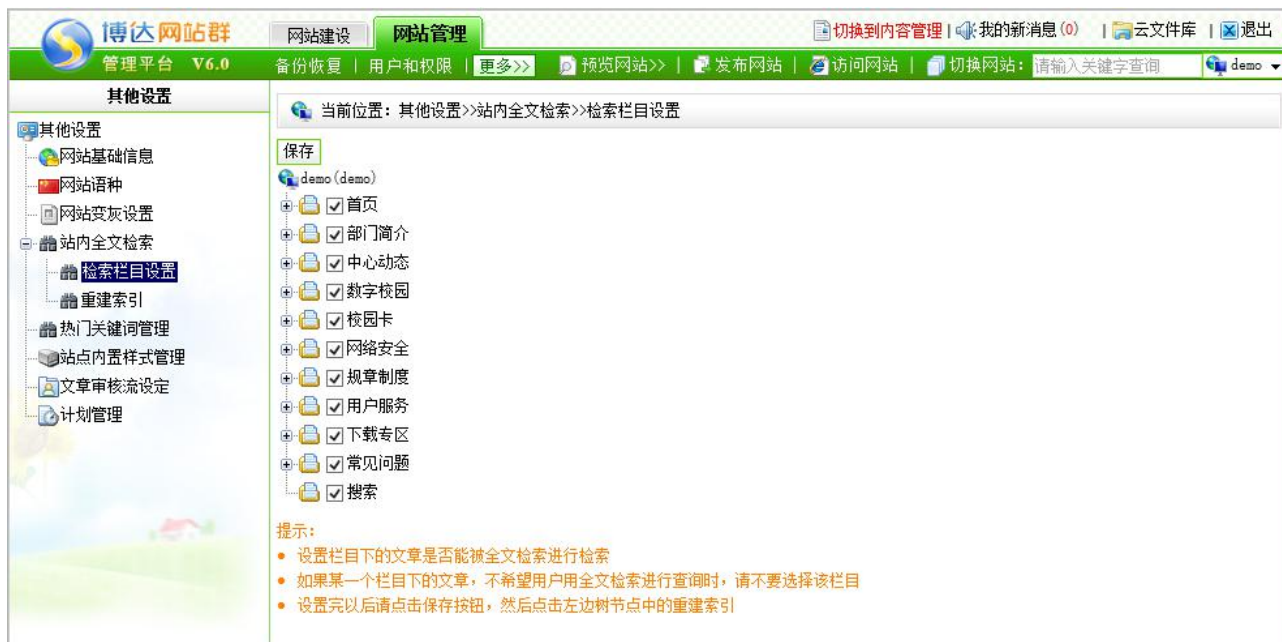 博达网站群
管理平台 V6.0
网站建设 网站管理
切换到内容管理 | 我的新消息(0) | 云文件库 | 退出
备份恢复 | 用户和权限 | 更多>> 预览网站>> | 发布网站 | 访问网站 | 切换网站: 请输入关键字查询 demo
其他设置
当前位置: 其他设置>>站内全文检索>>检索栏目设置
其他设置
网站基础信息
网站语种
网站变灰设置
站内全文检索
检索栏目设置
重建索引
热门关键词管理
站点内置样式管理
文章审核流设定
计划管理
保存
demo(demo)
首页
部门简介
中心动态
数字校园
校园卡
网络安全
规章制度
用户服务
下载专区
常见问题
搜索
提示:
• 设置栏目下的文章是否能被全文检索进行检索
• 如果某一个栏目下的文章，不希望用户用全文检索进行查询时，请不要选择该栏目
• 设置完以后请点击保存按钮，然后点击左边树节点中的重建索引